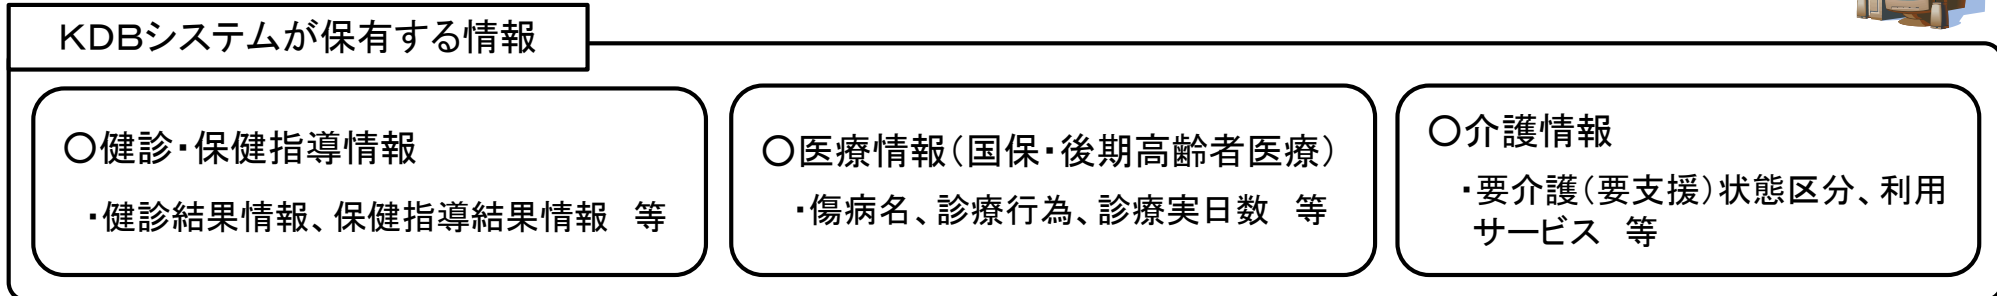 KDBシステムが保有する情報
○健診・保健指導情報
・健診結果情報、保健指導結果情報　等
○医療情報(国保・後期高齢者医療)
・傷病名、診療行為、診療実日数　等
○介護情報
・要介護(要支援)状態区分、利用
サービス　等